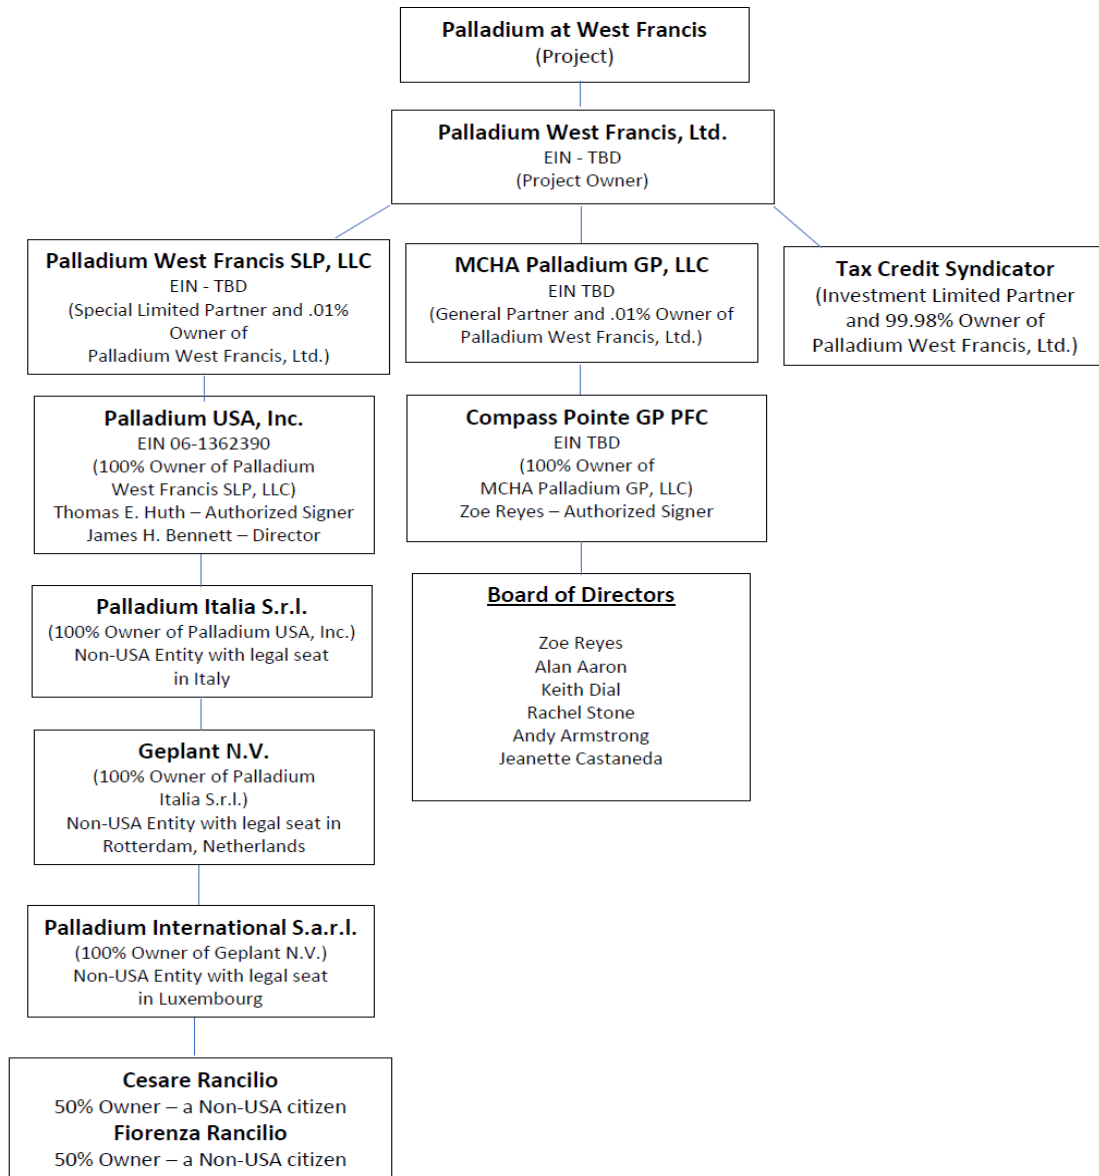 Palladium at West Francis
(Project)
Palladium West Francis, Ltd.
EIN - TBD
(Project Owner)
Palladium West Francis SLP, LLC
EIN - TBD
(Special Limited Partner and .01%
Owner of
Palladium West Francis, Ltd.)
MCHA Palladium GP, LLC
EIN TBD
(General Partner and .01% Owner of
Palladium West Francis, Ltd.)
Tax Credit Syndicator
(Investment Limited Partner
and 99.98% Owner of
Palladium West Francis, Ltd.)
Palladium USA, Inc.
EIN 06-1362390
(100% Owner of Palladium
West Francis SLP, LLC)
Thomas E. Huth – Authorized Signer
James H. Bennett – Director
Compass Pointe GP PFC
EIN TBD
(100% Owner of
MCHA Palladium GP, LLC)
Zoe Reyes – Authorized Signer
Palladium Italia S.r.l.
(100% Owner of Palladium USA, Inc.)
Non-USA Entity with legal seat
in Italy
Board of Directors
Zoe Reyes
Alan Aaron
Keith Dial
Rachel Stone
Andy Armstrong
Jeanette Castaneda
Geplant N.V.
(100% Owner of Palladium
Italia S.r.l.)
Non-USA Entity with legal seat in
Rotterdam, Netherlands
Palladium International S.a.r.l.
(100% Owner of Geplant N.V.)
Non-USA Entity with legal seat
in Luxembourg
Cesare Rancilio
50% Owner – a Non-USA citizen
Fiorenza Rancilio
50% Owner – a Non-USA citizen